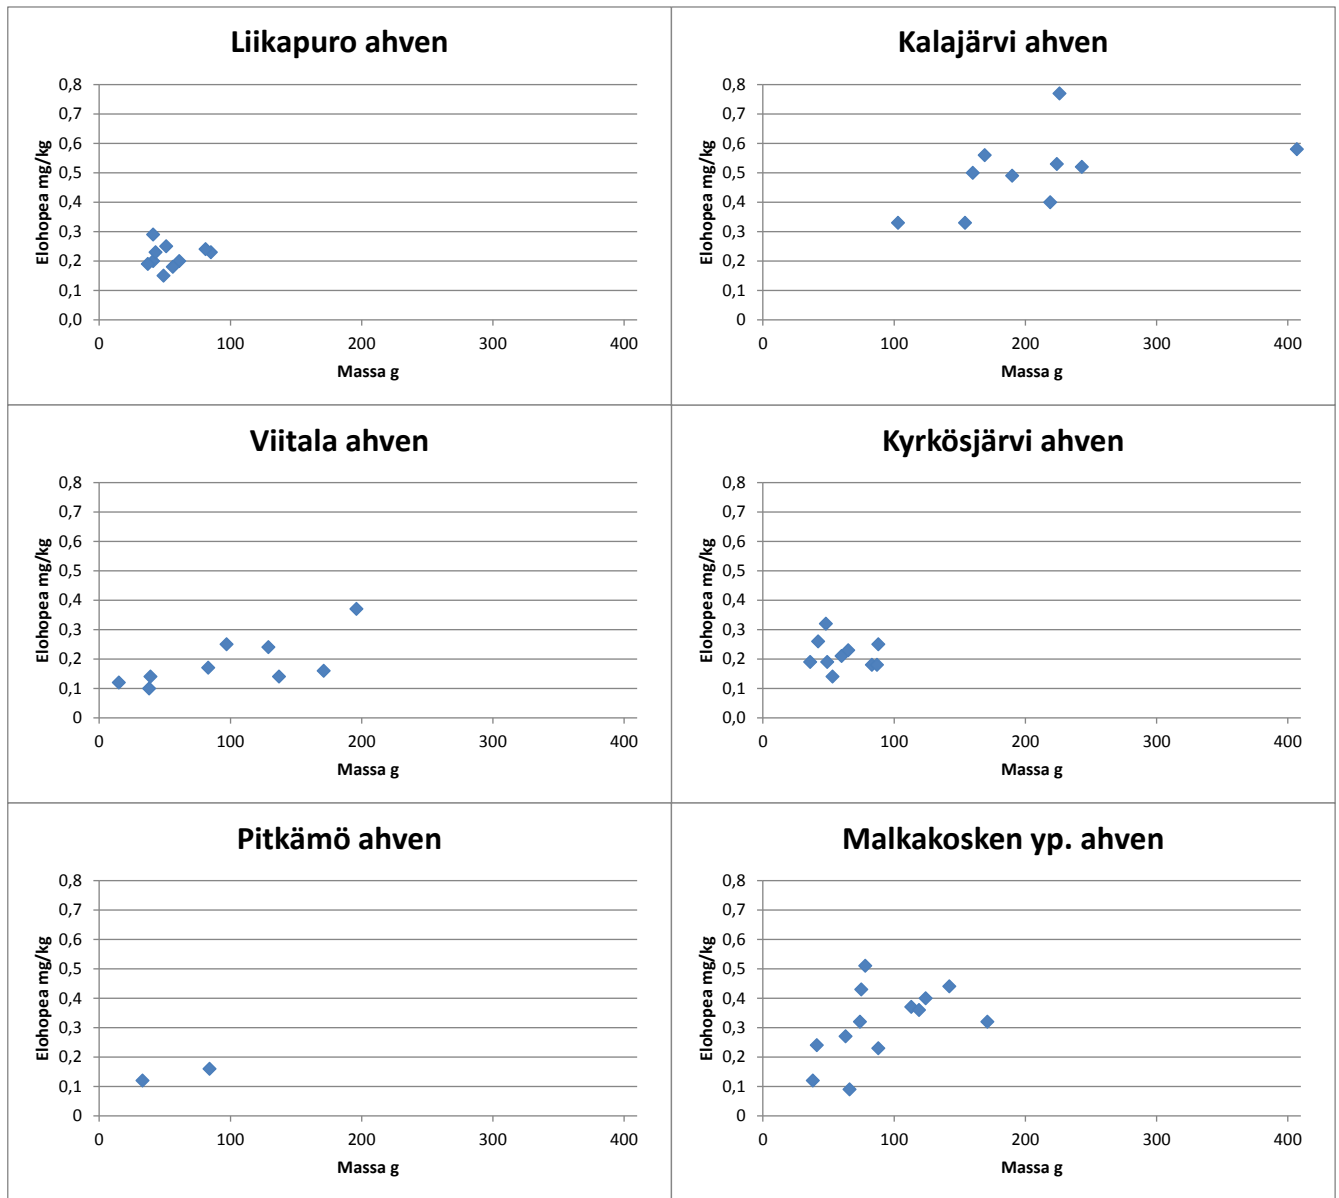 Liikapuro ahven
0,8
0,7
0,6
0,5
0,4
0,3
0,2
0,1
0,0
Elohopea mg/kg
0 100 200 300 400
Massa g
Kalajärvi ahven
0,8
0,7
0,6
0,5
0,4
0,3
0,2
0,1
0
Elohopea mg/kg
0 100 200 300 400
Massa g
Viitala ahven
0,8
0,7
0,6
0,5
0,4
0,3
0,2
0,1
0
Elohopea mg/kg
0 100 200 300 400
Massa g
Kyrkösjärvi ahven
0,8
0,7
0,6
0,5
0,4
0,3
0,2
0,1
0,0
Elohopea mg/kg
0 100 200 300 400
Massa g
Pitkämö ahven
0,8
0,7
0,6
0,5
0,4
0,3
0,2
0,1
0
Elohopea mg/kg
0 100 200 300 400
Massa g
Malkakosken yp. ahven
0,8
0,7
0,6
0,5
0,4
0,3
0,2
0,1
0
Elohopea mg/kg
0 100 200 300 400
Massa g